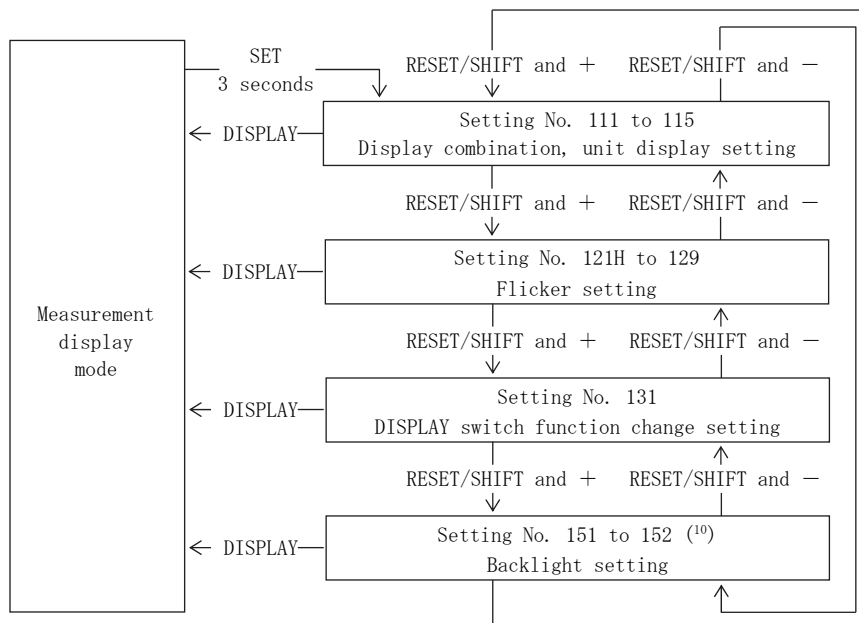 SET
3 seconds
RESET/SHIFT and +
RESET/SHIFT and −
Setting No. 111 to 115
Display combination, unit display setting
DISPLAY
RESET/SHIFT and +
RESET/SHIFT and −
Setting No. 121H to 129
Flicker setting
DISPLAY
Measurement
display
mode
RESET/SHIFT and +
RESET/SHIFT and −
Setting No. 131
DISPLAY switch function change setting
DISPLAY
RESET/SHIFT and +
RESET/SHIFT and −
Setting No. 151 to 152 (¹⁰)
Backlight setting
DISPLAY